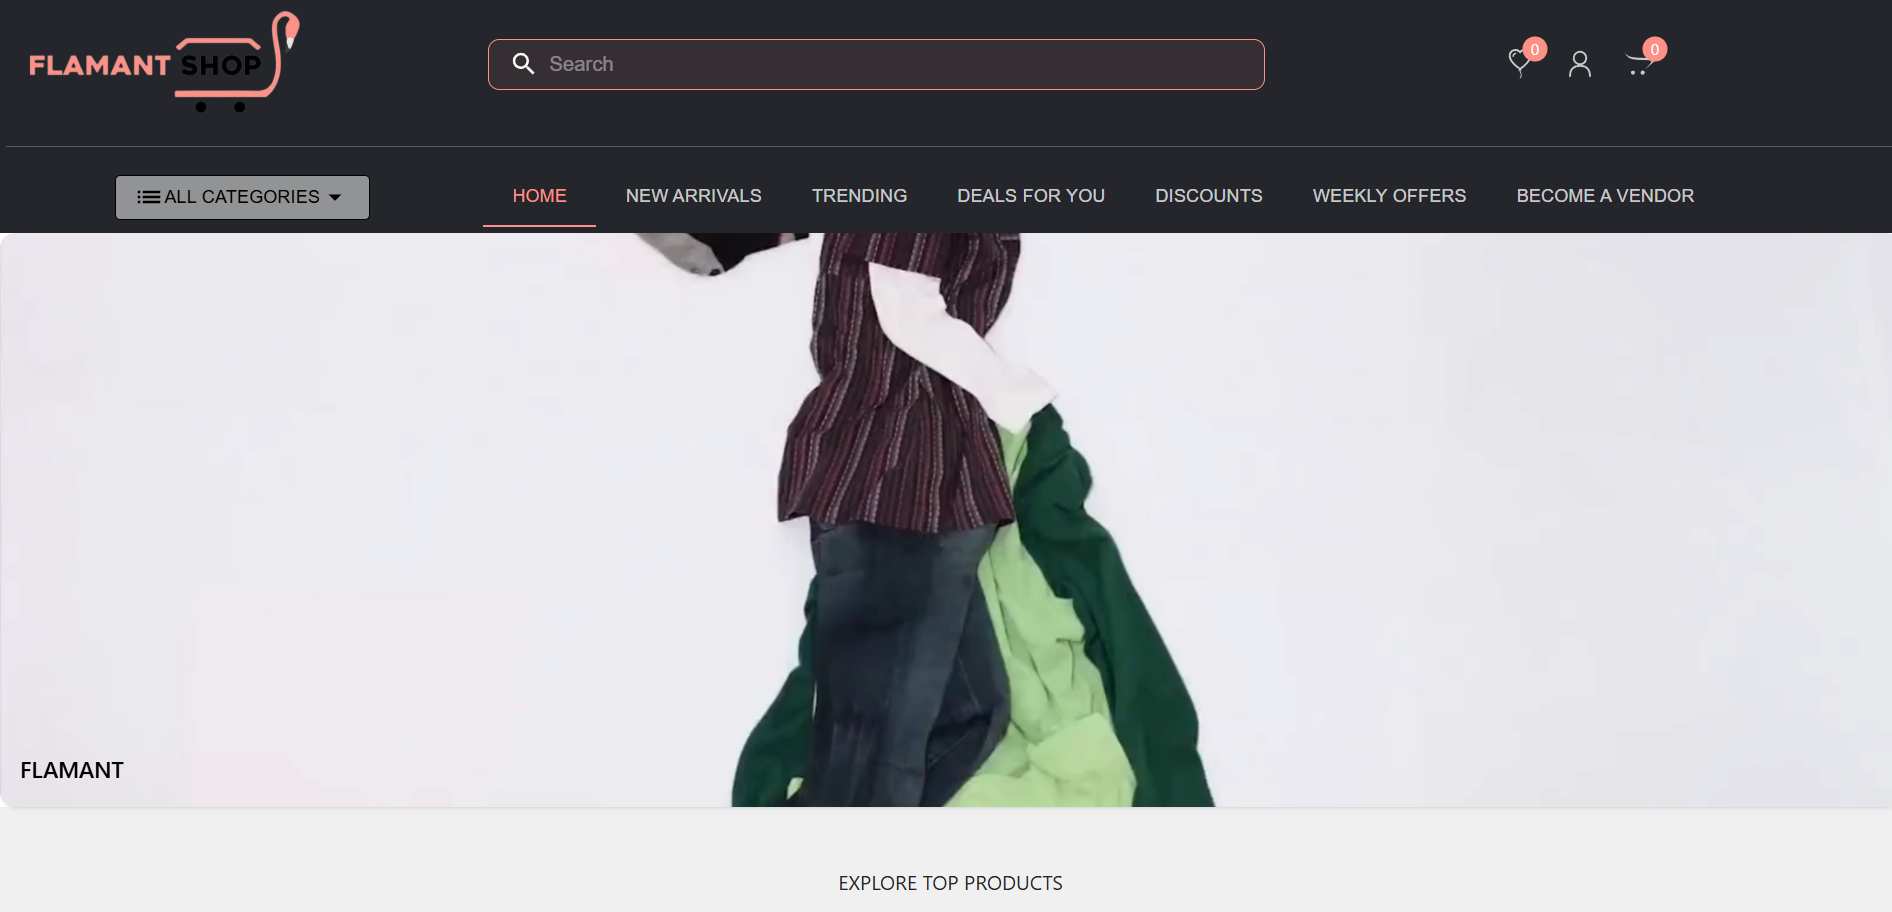 FLAMANT SHOP
Search
0
0
ALL CATEGORIES
HOME
NEW ARRIVALS
TRENDING
DEALS FOR YOU
DISCOUNTS
WEEKLY OFFERS
BECOME A VENDOR
FLAMANT
EXPLORE TOP PRODUCTS